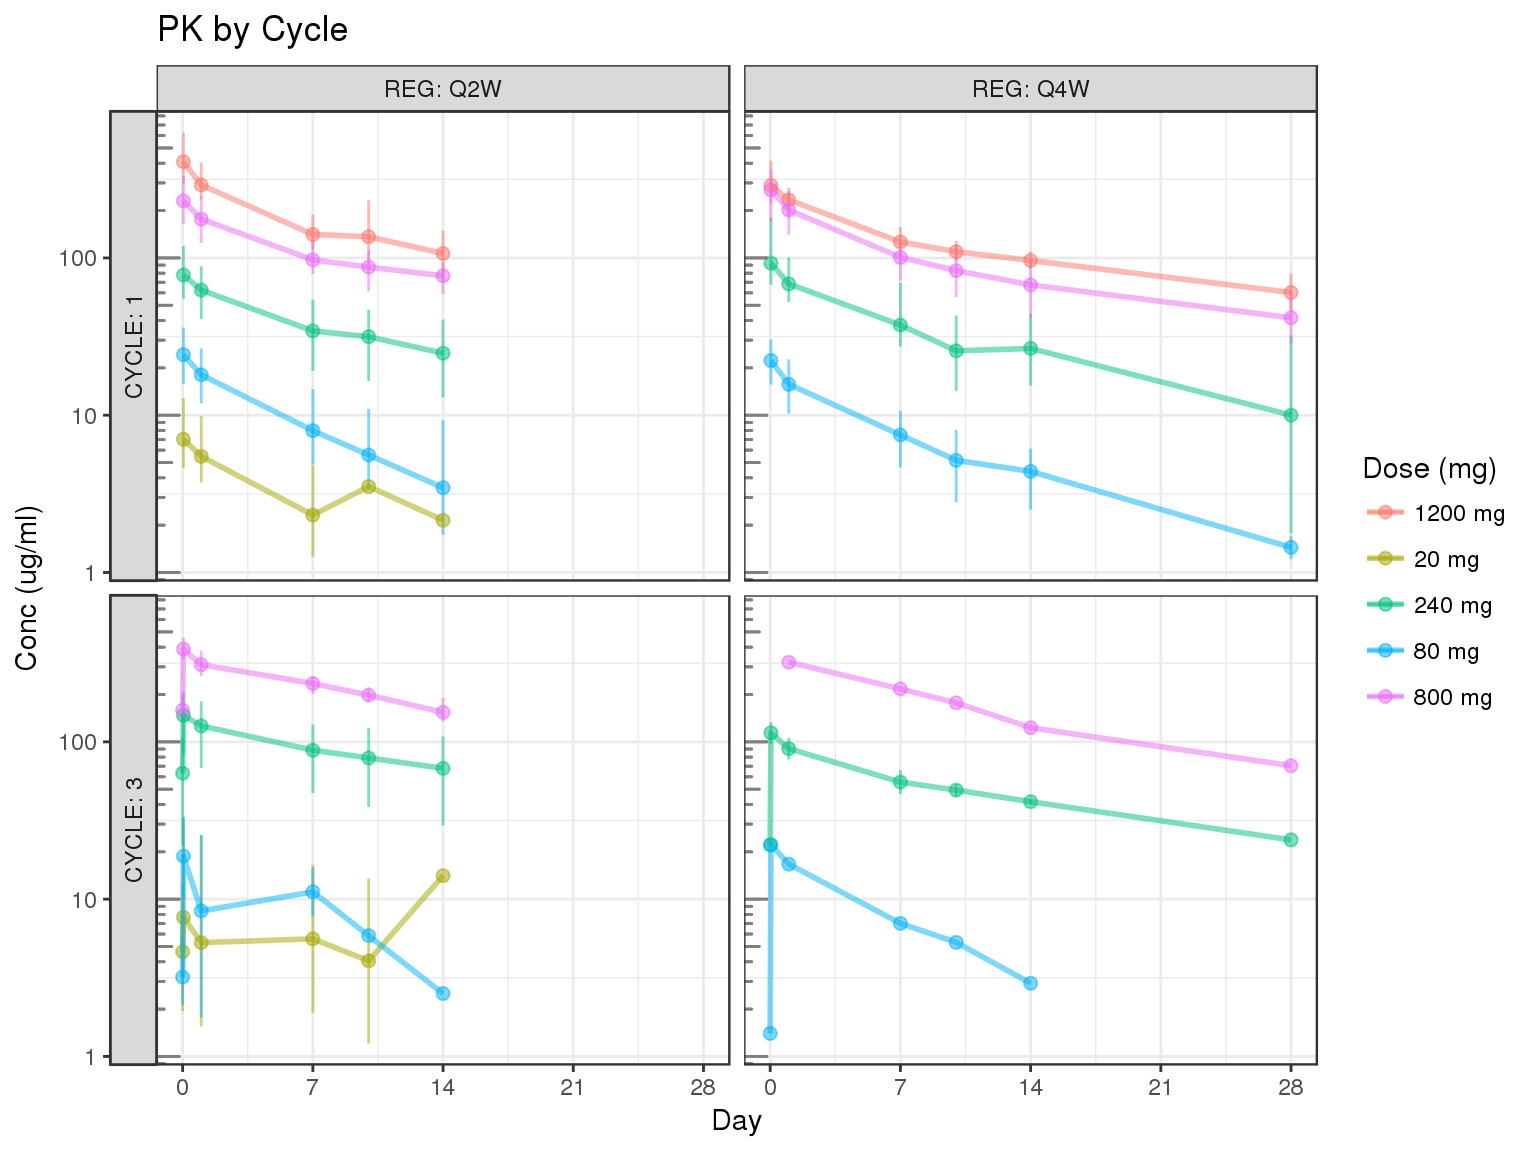 PK by Cycle
REG: Q2W
REG: Q4W
CYCLE: 1
CYCLE: 3
Conc (ug/ml)
100
10
1
100
10
1
0 7 14 21 28
0 7 14 21 28
Day
Dose (mg)
1200 mg
20 mg
240 mg
80 mg
800 mg